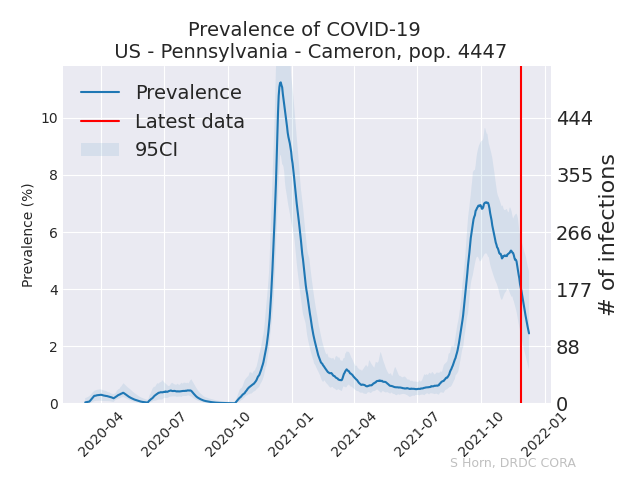 Prevalence of COVID-19
US - Pennsylvania - Cameron, pop. 4447
Prevalence
Latest data
95CI
Prevalence (%)
10
8
6
4
2
0
444
355
266
177
88
0
# of infections
2020-04
2020-07
2020-10
2021-01
2021-04
2021-07
2021-10
2022-01
S Horn, DRDC CORA